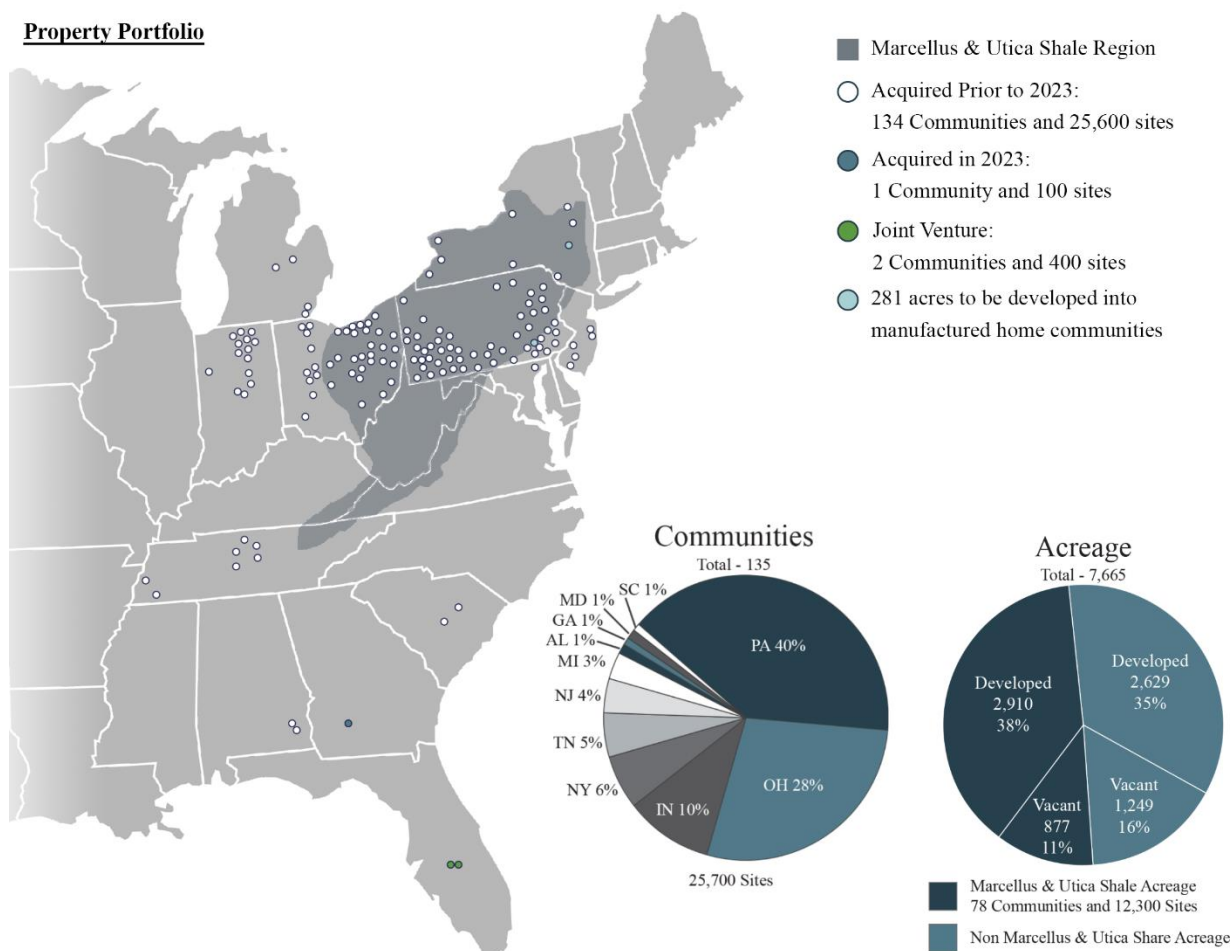 Property Portfolio
Marcellus & Utica Shale Region
Acquired Prior to 2023:
134 Communities and 25,600 sites
Acquired in 2023:
1 Community and 100 sites
Joint Venture:
2 Communities and 400 sites
281 acres to be developed into
manufactured home communities
Communities
Total - 135
SC 1%
MD 1%
GA 1%
AL 1%
MI 3%
NJ 4%
TN 5%
NY 6%
IN 10%
OH 28%
PA 40%
25,700 Sites
Acreage
Total - 7,665
Developed
2,910
38%
Developed
2,629
35%
Vacant
877
11%
Vacant
1,249
16%
Marcellus & Utica Shale Acreage
78 Communities and 12,300 Sites
Non Marcellus & Utica Share Acreage